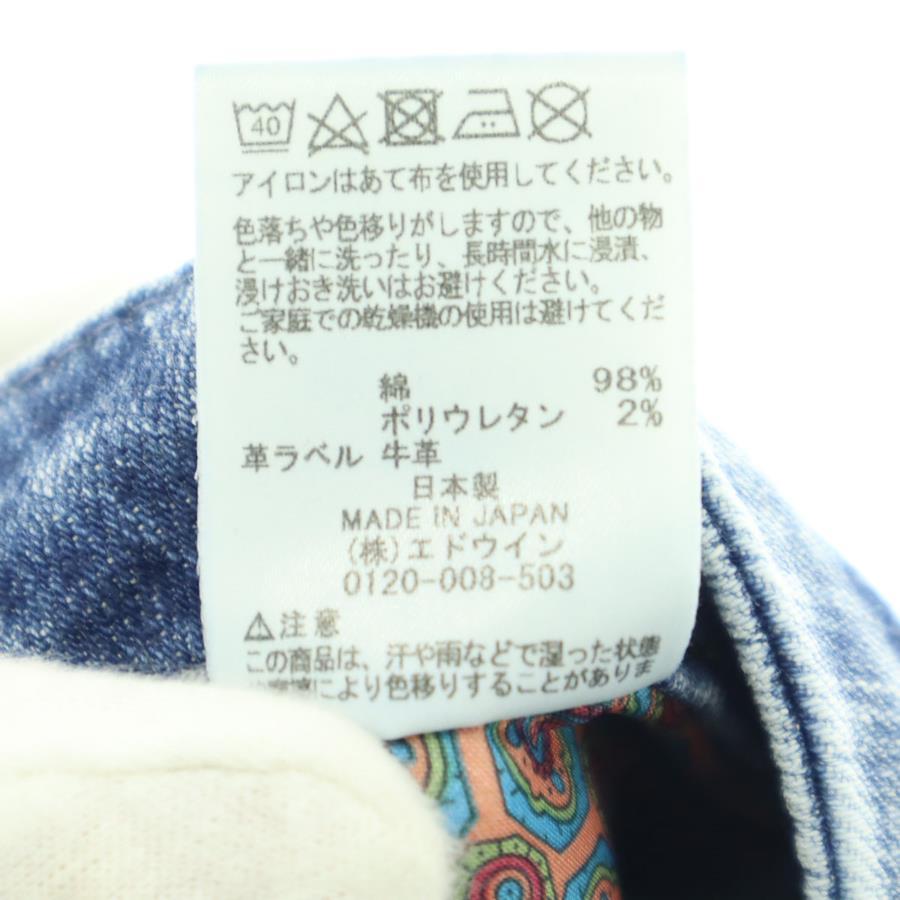 40
アイロンはあて布を使用してください。
色落ちや色移りがしますので、他の物
と一緒に洗ったり、長時間水に浸漬、
浸けおき洗いはお避けください。
ご家庭での乾燥機の使用は避けてくだ
さい。
綿 98%
ポリウレタン 2%
革ラベル 牛革
日本製
MADE IN JAPAN
(株)エドウイン
0120-008-503
⚠注意
この商品は、汗や雨などで湿った状態
により色移りすることがありま